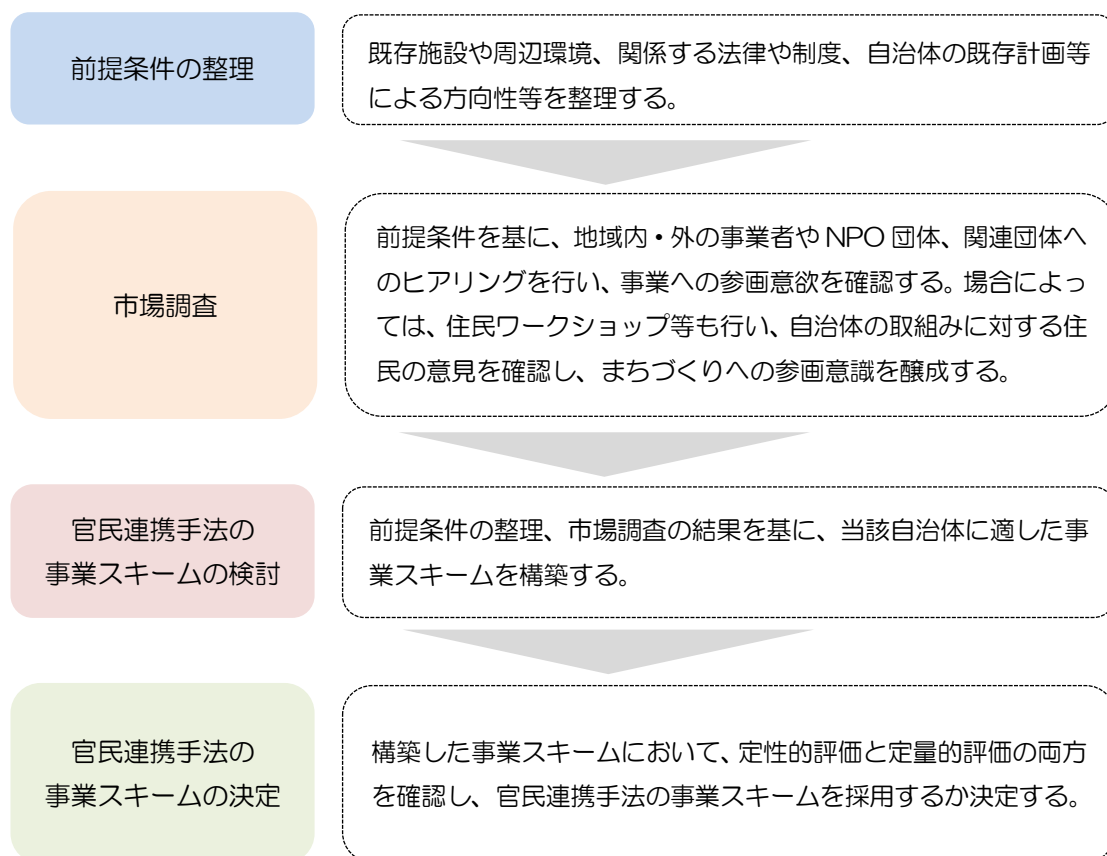 前提条件の整理
既存施設や周辺環境、関係する法律や制度、自治体の既存計画等
による方向性等を整理する。
市場調査
前提条件を基に、地域内・外の事業者や NPO 団体、関連団体へ
のヒアリングを行い、事業への参画意欲を確認する。場合によっ
ては、住民ワークショップ等も行い、自治体の取組みに対する住
民の意見を確認し、まちづくりへの参画意識を醸成する。
官民連携手法の
事業スキームの検討
前提条件の整理、市場調査の結果を基に、当該自治体に適した事
業スキームを構築する。
官民連携手法の
事業スキームの決定
構築した事業スキームにおいて、定性的評価と定量的評価の両方
を確認し、官民連携手法の事業スキームを採用するか決定する。